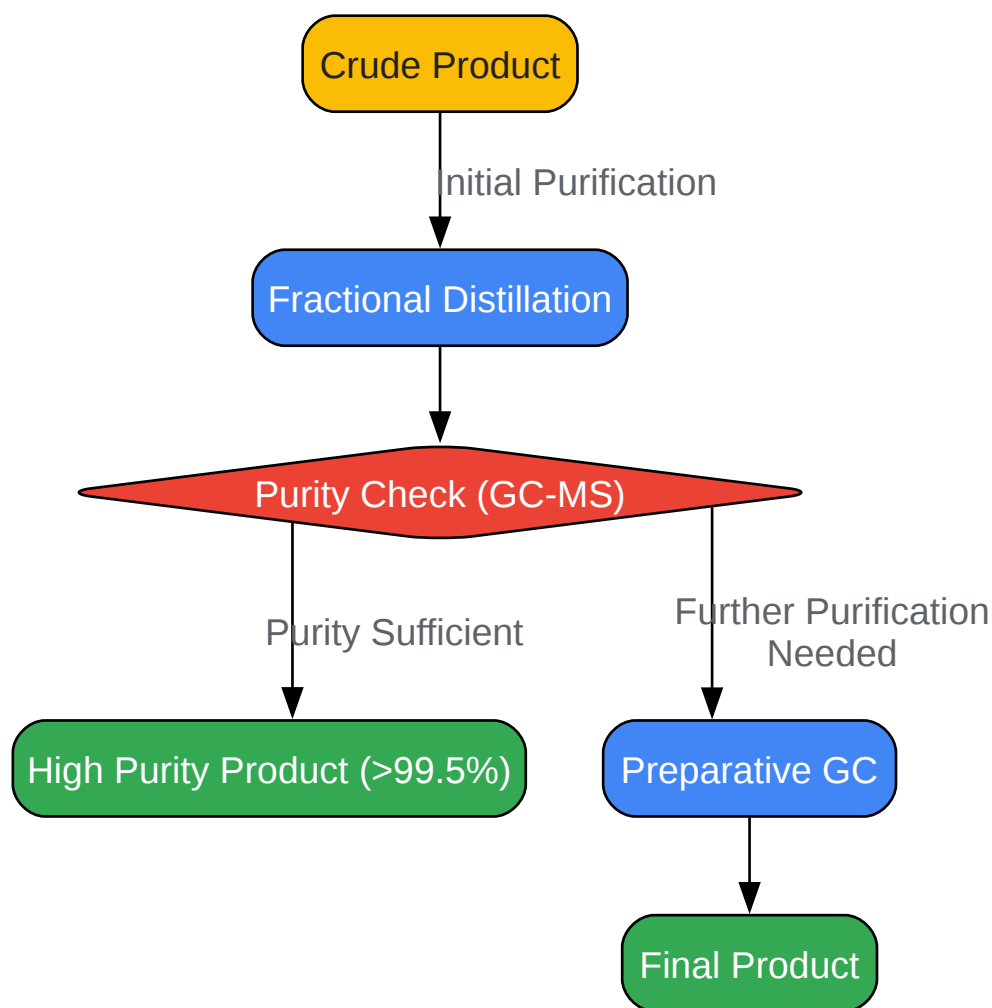 Crude Product
Initial Purification
Fractional Distillation
Purity Check (GC-MS)
Purity Sufficient
Further Purification
Needed
High Purity Product (>99.5%)
Preparative GC
Final Product